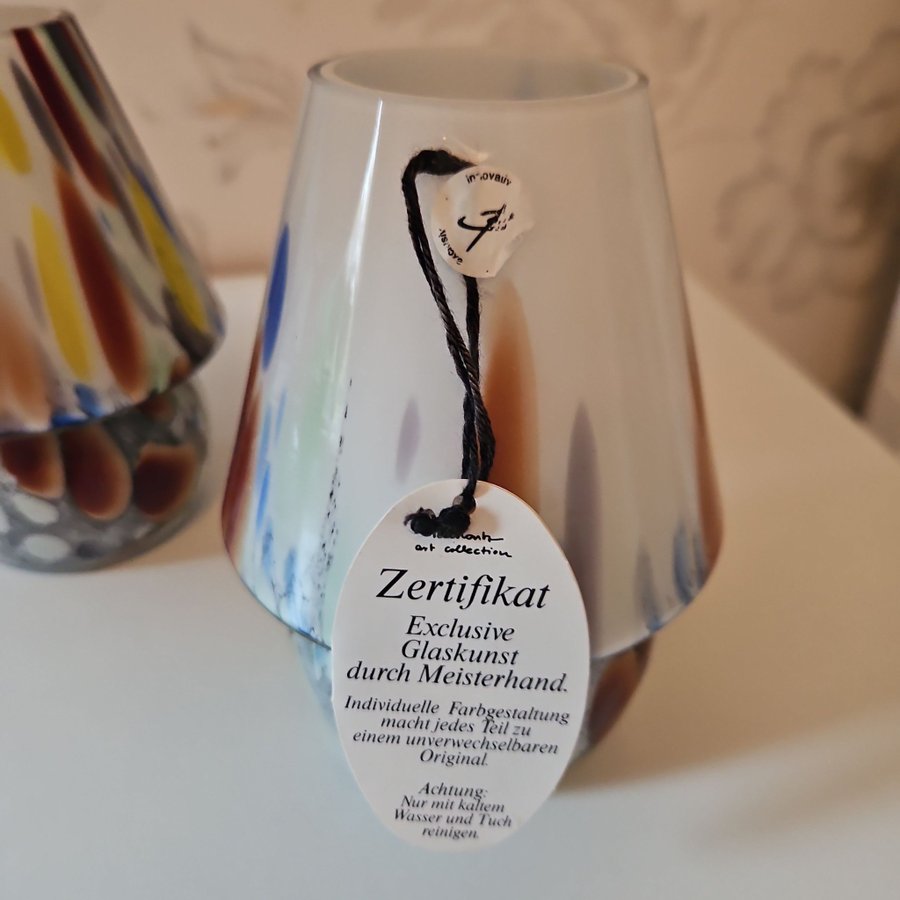 art collection
Zertifikat
Exclusive
Glaskunst
durch Meisterhand.
Individuelle Farbgestaltung
macht jedes Teil zu
einem unverwechselbaren
Original.
Achtung:
Nur mit kaltem
Wasser und Tuch
reinigen.